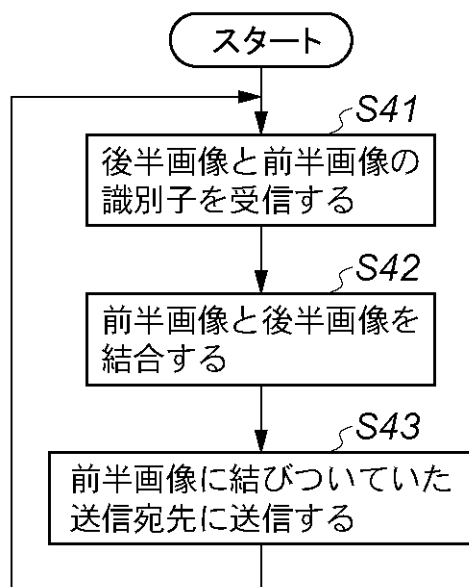 スタート
S41
後半画像と前半画像の
識別子を受信する
S42
前半画像と後半画像を
結合する
S43
前半画像に結びついていた
送信宛先に送信する